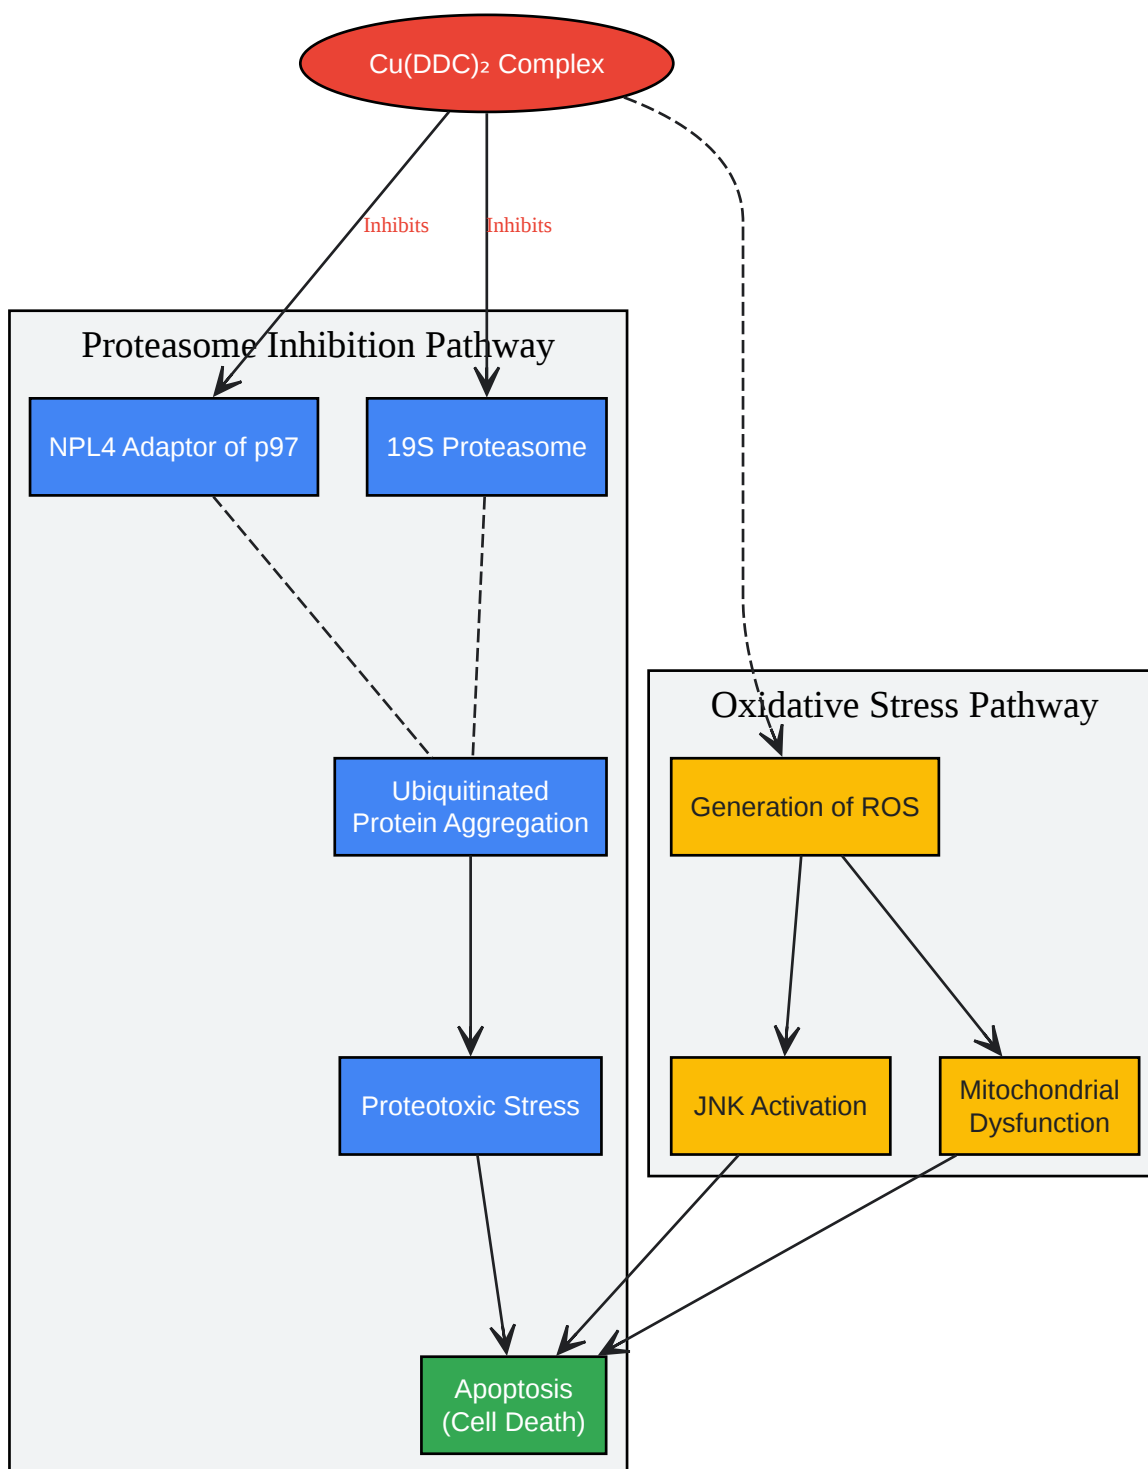 Cu(DDC)₂ Complex
Inhibits
Inhibits
Proteasome Inhibition Pathway
NPL4 Adaptor of p97
19S Proteasome
Oxidative Stress Pathway
Ubiquitinated
Protein Aggregation
Generation of ROS
Proteotoxic Stress
JNK Activation
Mitochondrial
Dysfunction
Apoptosis
(Cell Death)